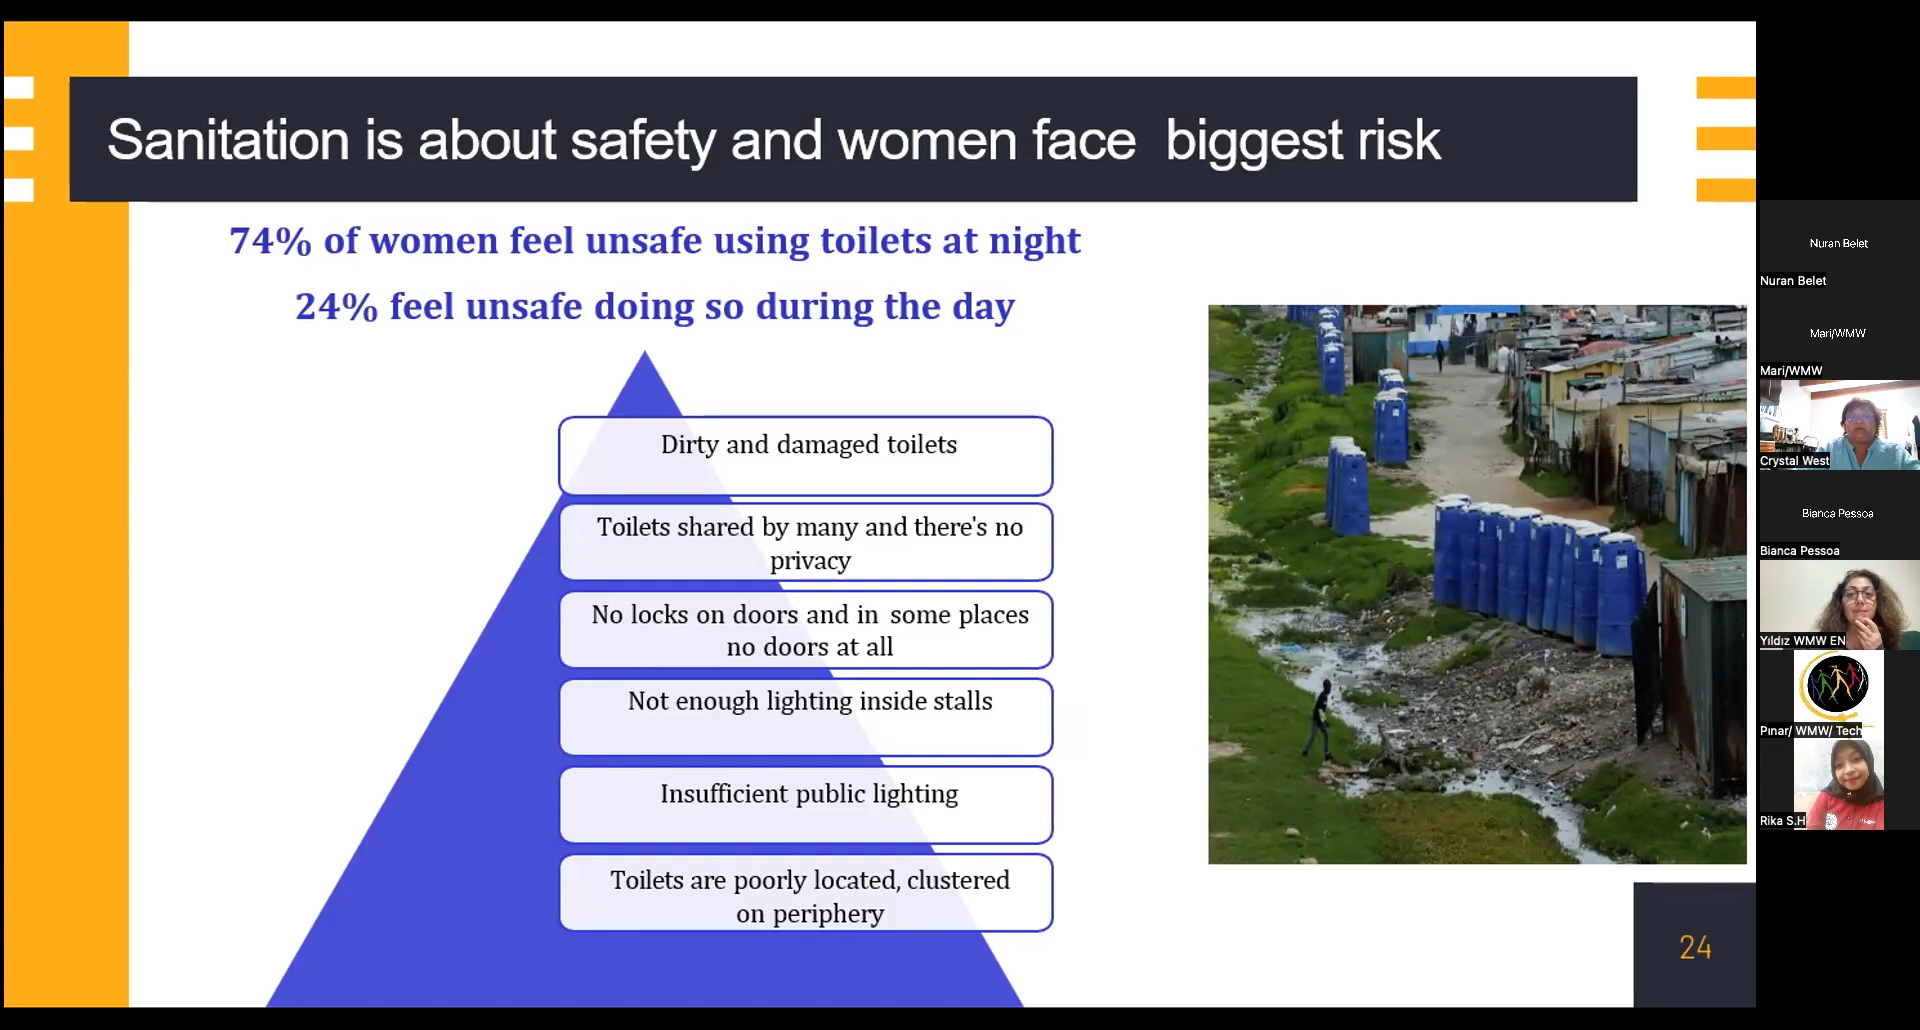 Sanitation is about safety and women face  biggest risk
74% of women feel unsafe using toilets at night
24% feel unsafe doing so during the day
Dirty and damaged toilets
Toilets shared by many and there's no
privacy
No locks on doors and in  some places
no doors at all
Not enough lighting inside stalls
Insufficient public lighting
Toilets are poorly located, clustered
on periphery
24
Nuran Belet
Nuran Belet
Mari/WMW
Mari/WMW
Crystal West
Bianca Pessoa
Bianca Pessoa
Yıldız WMW EN
Pınar/ WMW/ Tech
Rika S.H